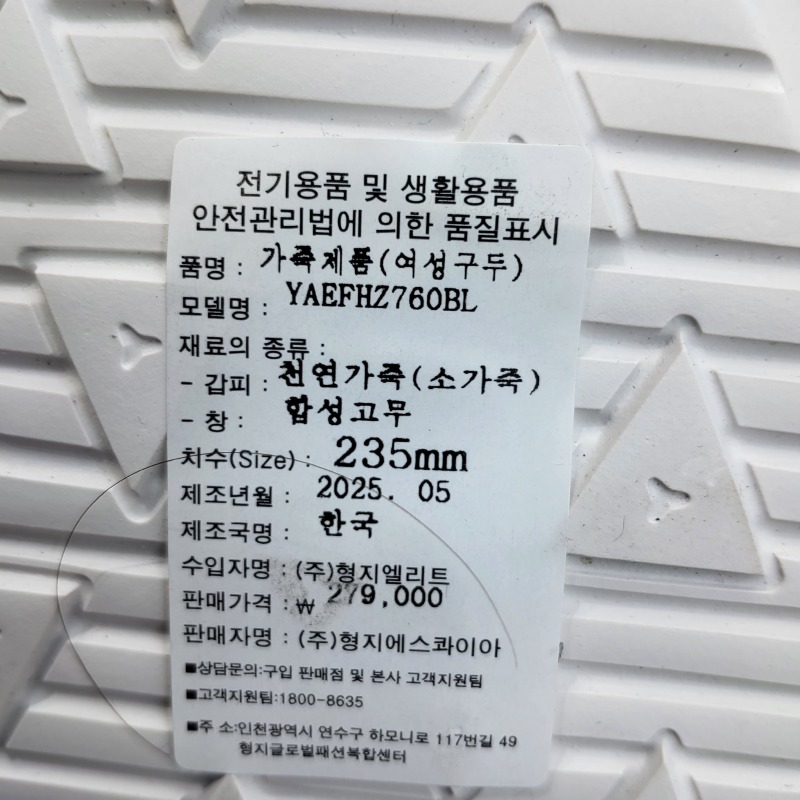 전기용품 및 생활용품
안전관리법에 의한 품질표시
품명 : 가죽제품(여성구두)
모델명 : YAEFHZ760BL
재료의 종류 :
- 갑피 : 천연가죽(소가죽)
- 창 : 합성고무
치수(Size) : 235mm
제조년월 : 2025. 05
제조국명 : 한국
수입자명 : (주)형지엘리트
판매가격 : ₩ 279,000
판매자명 : (주)형지에스콰이아
■상담문의:구입 판매점 및 본사 고객지원팀
■고객지원팀:1800-8635
■주 소:인천광역시 연수구 하모니로 117번길 49
형지글로벌패션복합센터